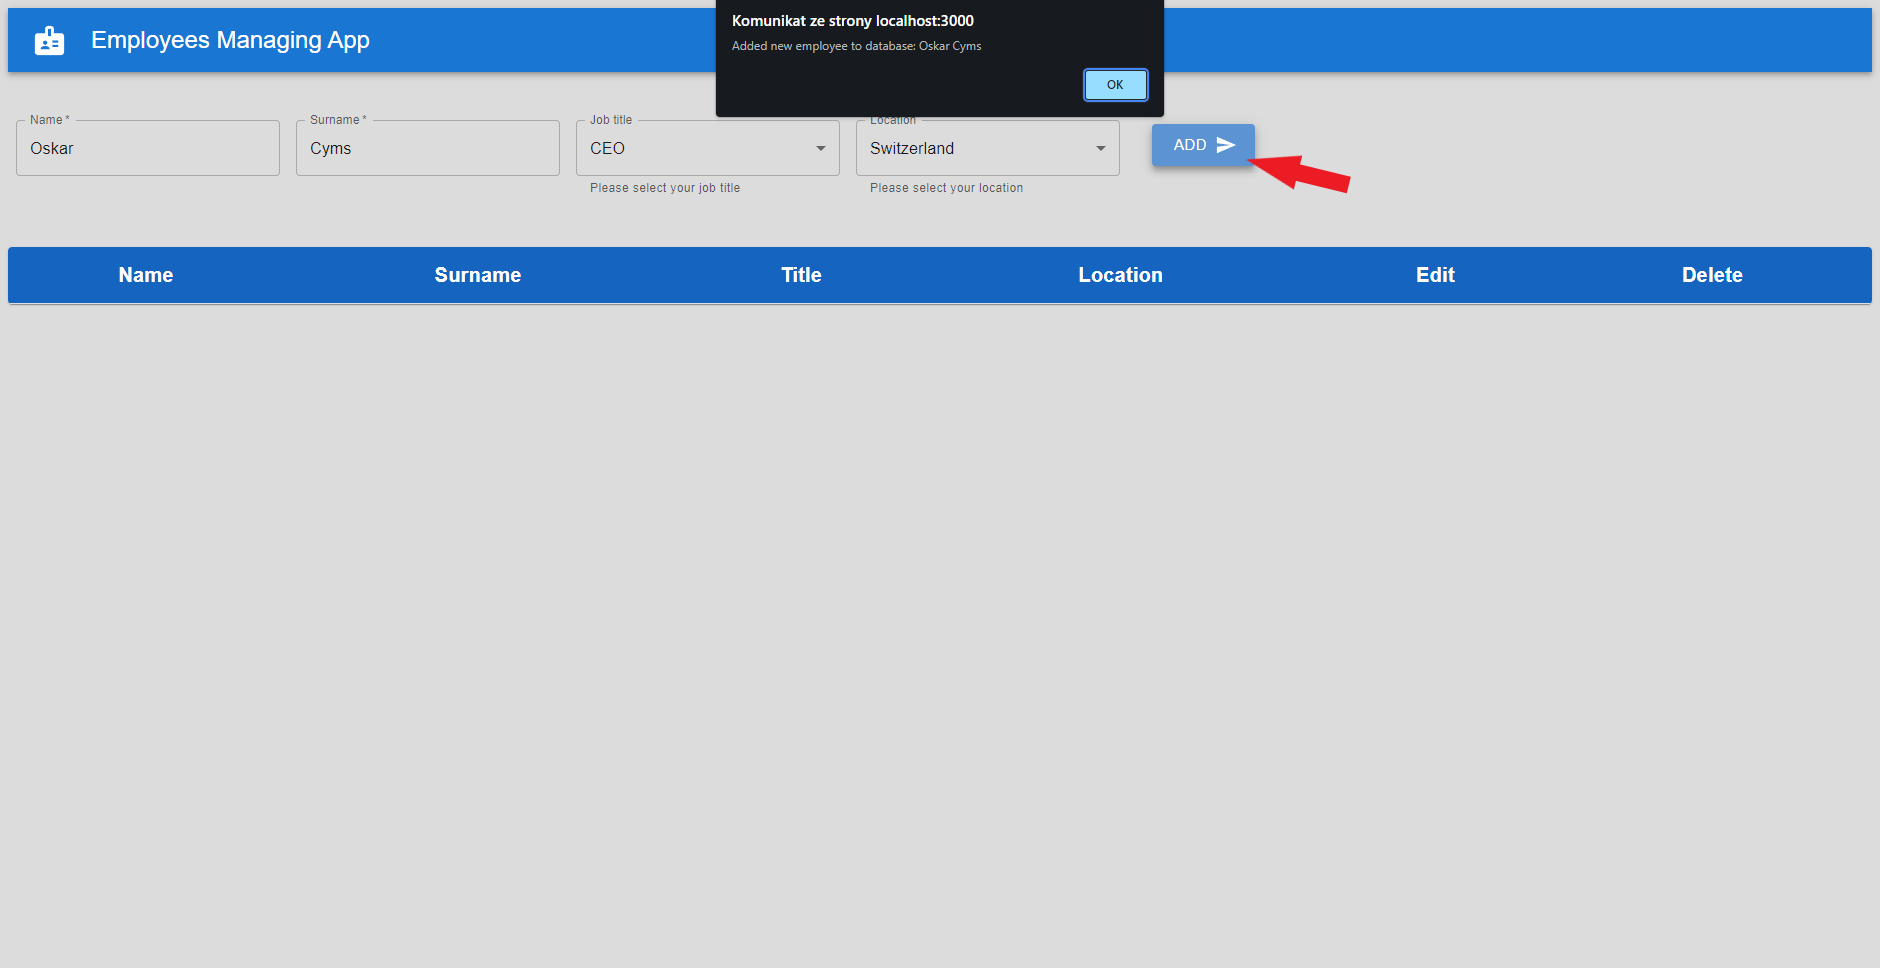 Komunikat ze strony localhost:3000
Added new employee to database: Oskar Cyms
OK
Employees Managing App
Name *
Oskar
Surname *
Cyms
Job title
CEO
Please select your job title
Location
Switzerland
Please select your location
ADD
Name Surname Title Location Edit Delete